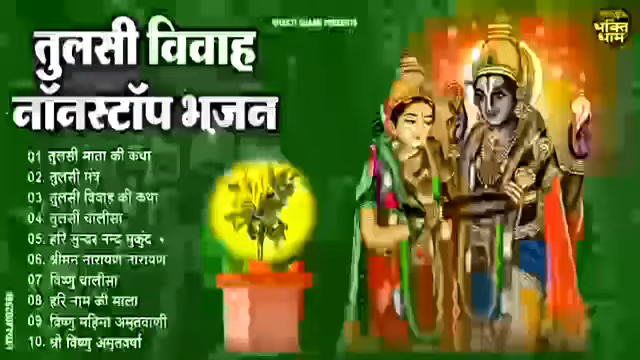 BHAKTI DHAAM PRESENTS
भक्ति
धाम
तुलसी विवाह
नॉनस्टॉप भजन
01 तुलसी माता की कथा
02. तुलसी मंत्र
03 तुलसी विवाह की कथा
04 तुलसी चालीसा
05. हरि सुन्दर नन्द मुकुंद
06. श्रीमन नारायण नारायण
07 विष्णु चालीसा
08 हरि नाम की माला
09 विष्णु महिमा अमृतवाणी
10. श्री विष्णु अमृतवर्षा